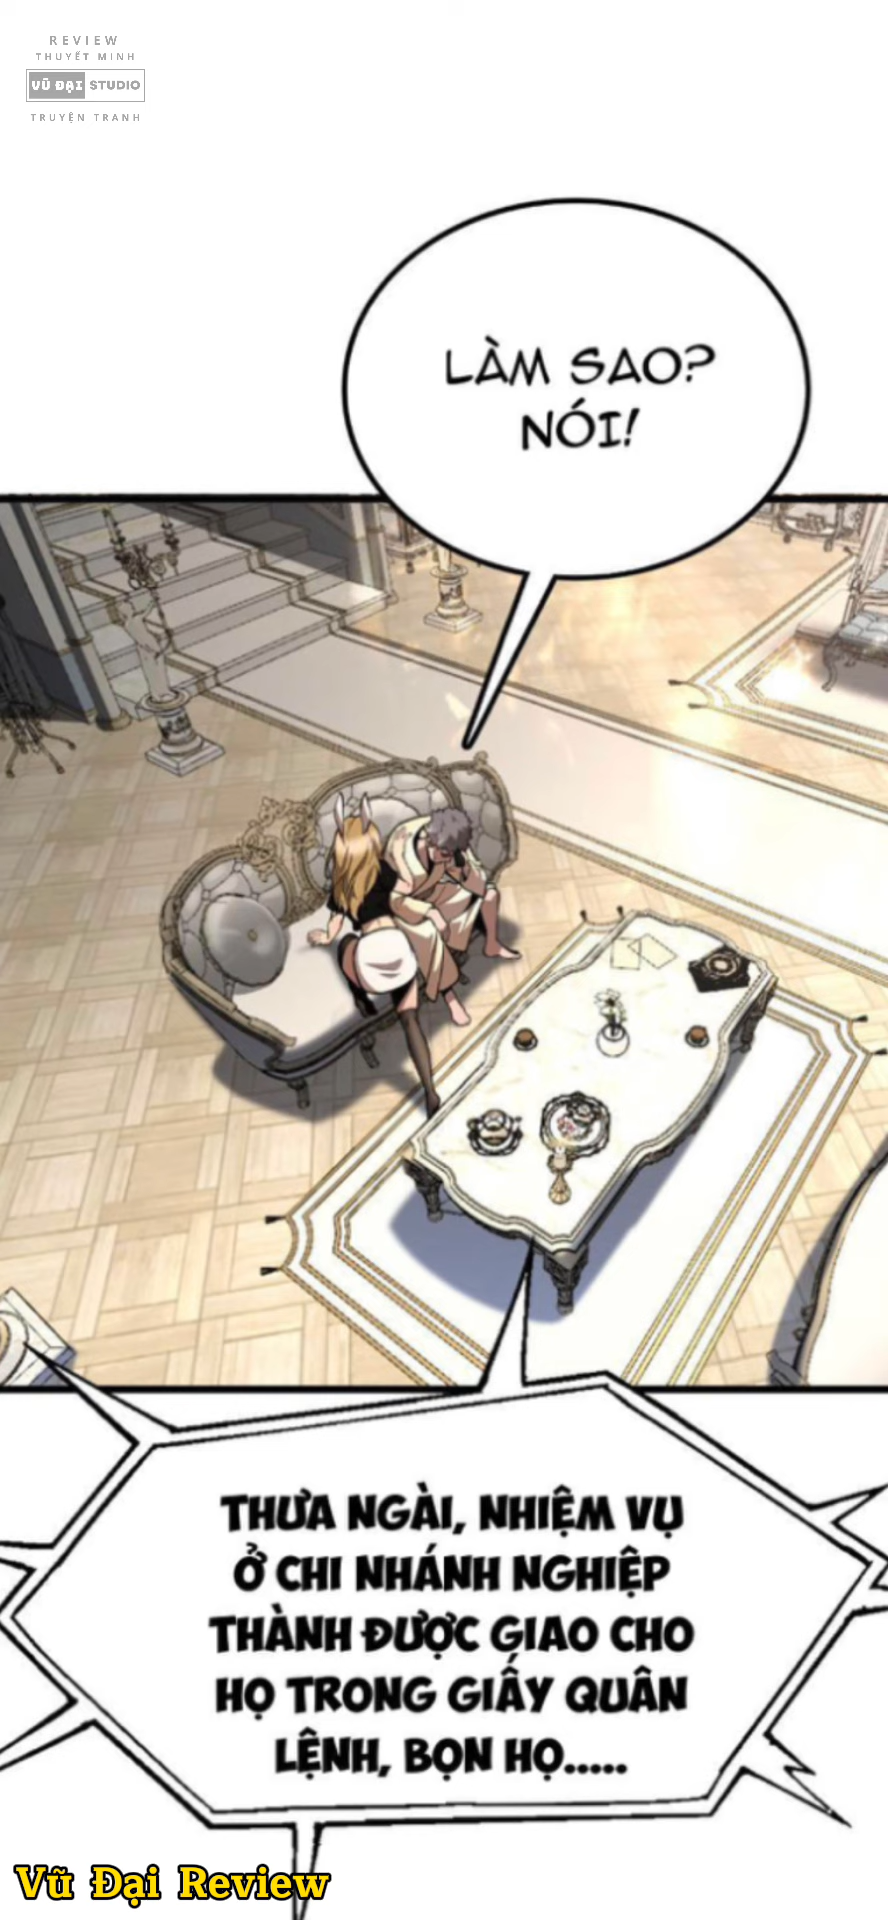 REVIEW
THUYẾT MINH
VŨ ĐẠI STUDIO
TRUYỆN TRANH
LÀM SAO?
NÓI!
THƯA NGÀI, NHIỆM VỤ
Ở CHI NHÁNH NGHIỆP
THÀNH ĐƯỢC GIAO CHO
HỌ TRONG GIẤY QUÂN
LỆNH, BỌN HỌ.....
Vũ Đại Review